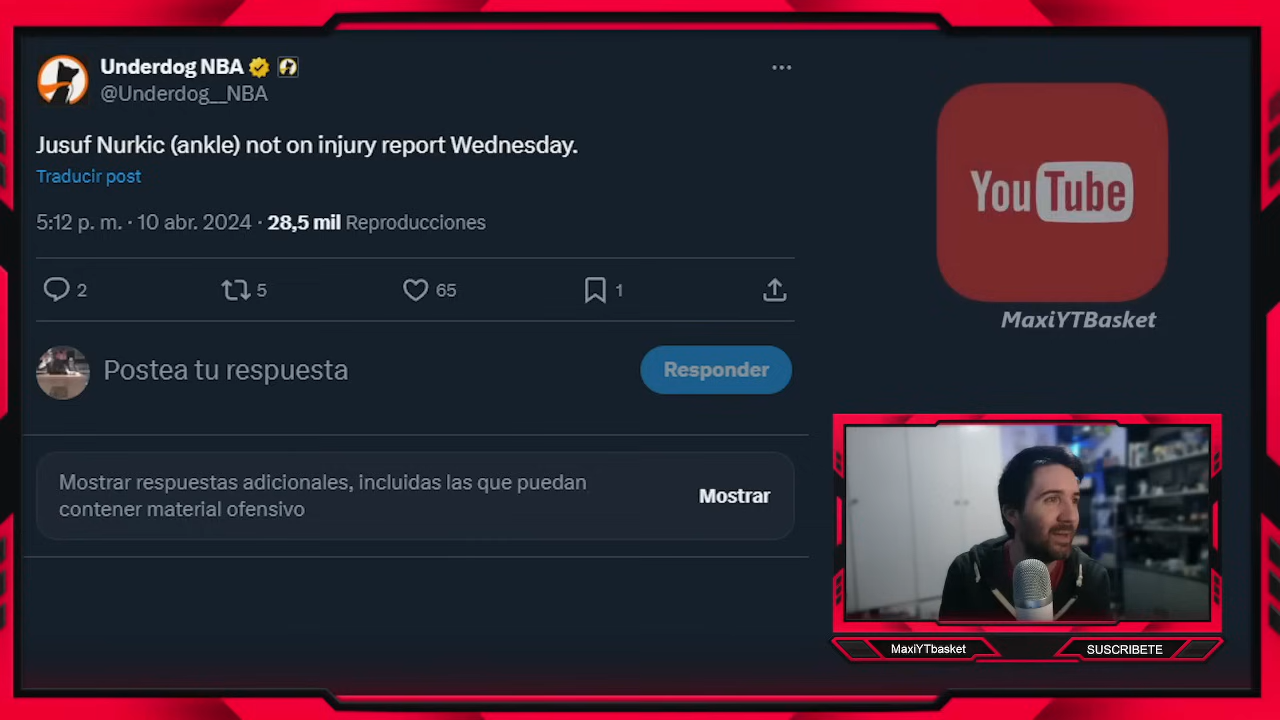 Underdog NBA
@Underdog__NBA
Jusuf Nurkic (ankle) not on injury report Wednesday.
Traducir post
5:12 p. m. · 10 abr. 2024 · 28,5 mil Reproducciones
2
5
65
1
Postea tu respuesta
Responder
Mostrar respuestas adicionales, incluidas las que puedan
contener material ofensivo
Mostrar
YouTube
MaxiYTBasket
MaxiYTbasket
SUSCRIBETE